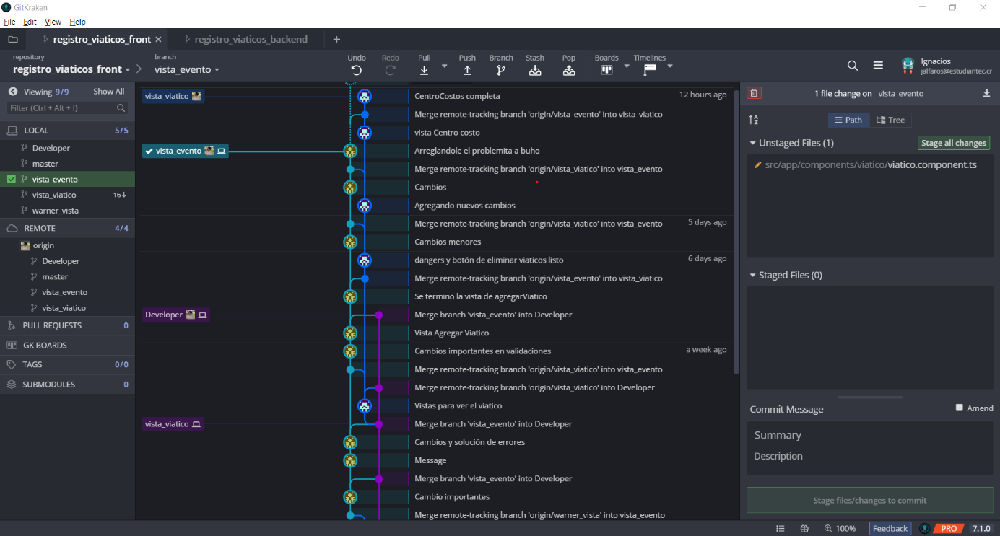 GitKraken
File Edit View Help
registro_viaticos_front
registro_viaticos_backend
repository
registro_viaticos_front
branch
vista_evento
Undo
Redo
Pull
Push
Branch
Stash
Pop
Boards
Timelines
Ignacios
jalfaros@estudiantec.cr
Viewing 9/9 Show All
Filter (Ctrl + Alt + f)
LOCAL 5/5
Developer
master
vista_evento
vista_viatico 16↓
warner_vista
REMOTE 4/4
origin
Developer
master
vista_evento
vista_viatico
PULL REQUESTS 0
GK BOARDS
TAGS 0/0
SUBMODULES 0
vista_viatico CentroCostos completa 12 hours ago
Merge remote-tracking branch 'origin/vista_evento' into vista_viatico
vista Centro costo
vista_evento Arreglandole el problemita a buho
Merge remote-tracking branch 'origin/vista_viatico' into vista_evento
Cambios
Agregando nuevos cambios
Merge remote-tracking branch 'origin/vista_viatico' into vista_evento 5 days ago
Cambios menores
dangers y botón de eliminar viaticos listo 6 days ago
Merge remote-tracking branch 'origin/vista_evento' into vista_viatico
Se terminó la vista de agregarViatico
Developer Merge branch 'vista_evento' into Developer
Vista Agregar Viatico
Cambios importantes en validaciones a week ago
Merge remote-tracking branch 'origin/vista_viatico' into vista_evento
Merge remote-tracking branch 'origin/vista_viatico' into Developer
Vistas para ver el viatico
vista_viatico Merge branch 'vista_evento' into Developer
Cambios y solución de errores
Message
Merge branch 'vista_evento' into Developer
Cambio importantes
Merge remote-tracking branch 'origin/warner_vista' into vista_evento
1 file change on vista_evento
Path Tree
Unstaged Files (1) Stage all changes
src/app/components/viatico/viatico.component.ts
Staged Files (0)
Commit Message Amend
Summary
Description
Stage files/changes to commit
100% Feedback PRO 7.1.0